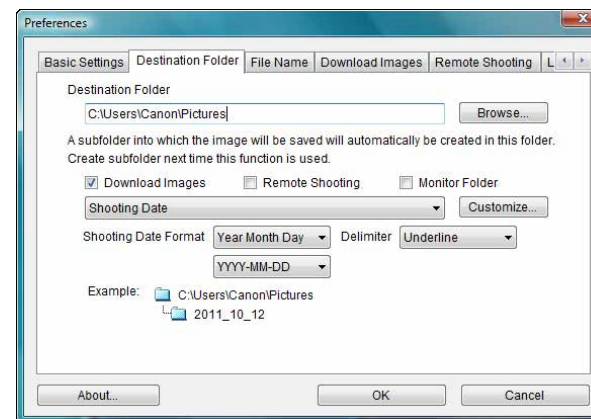 Preferences
Basic Settings Destination Folder File Name Download Images Remote Shooting L
Destination Folder
C:\Users\Canon\Pictures Browse...
A subfolder into which the image will be saved will automatically be created in this folder.
Create subfolder next time this function is used.
Download Images Remote Shooting Monitor Folder
Shooting Date Customize...
Shooting Date Format Year Month Day Delimiter Underline
YYYY-MM-DD
Example: C:\Users\Canon\Pictures
2011_10_12
About... OK Cancel